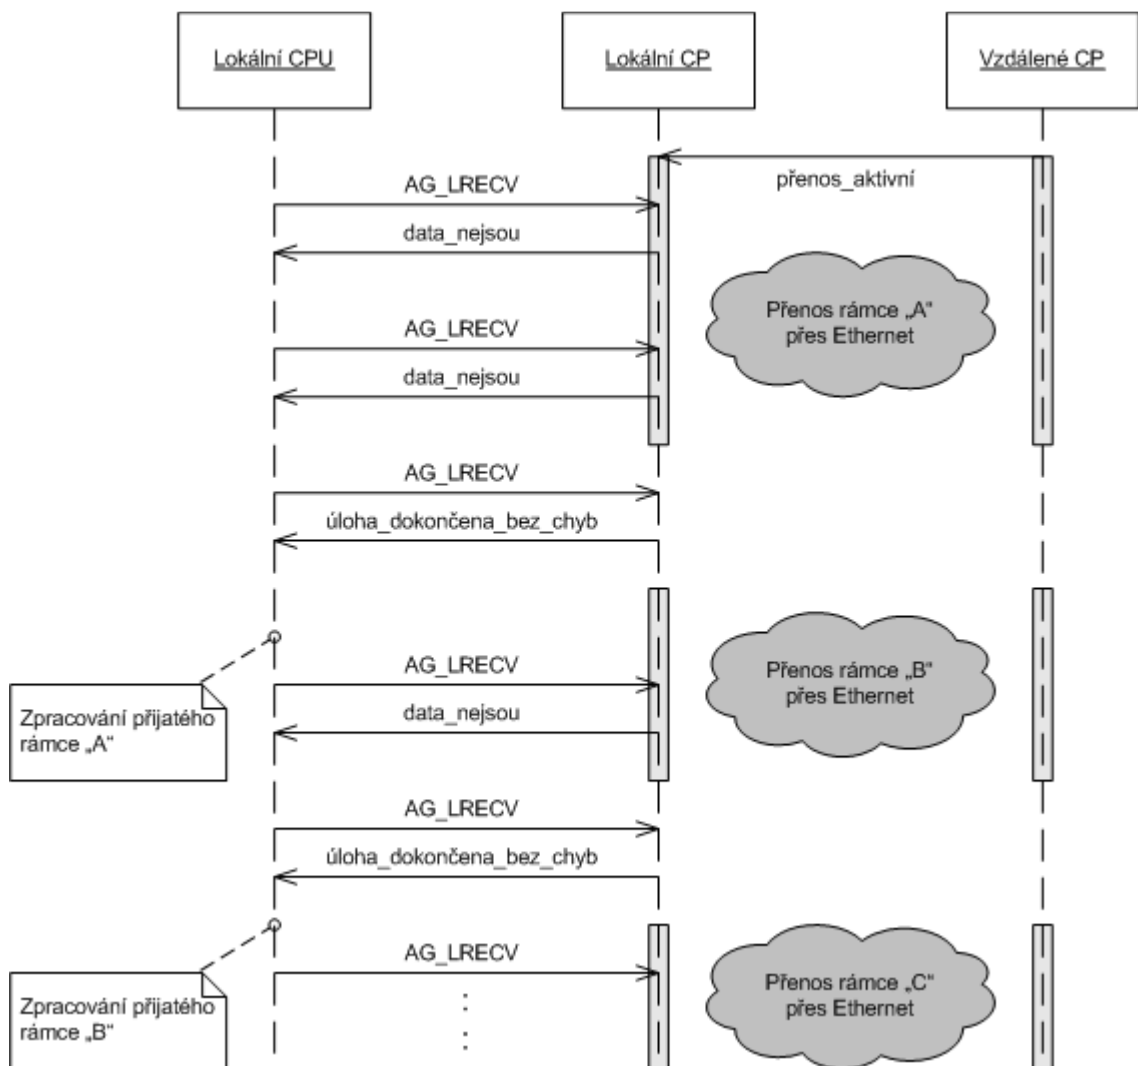 Lokální CPU
Lokální CP
Vzdálené CP
přenos_aktivní
AG_LRECV
data_nejsou
Přenos rámce „A“
přes Ethernet
AG_LRECV
data_nejsou
AG_LRECV
úloha_dokončena_bez_chyb
Zpracování přijatého
rámce „A“
AG_LRECV
data_nejsou
Přenos rámce „B“
přes Ethernet
AG_LRECV
úloha_dokončena_bez_chyb
Zpracování přijatého
rámce „B“
AG_LRECV
Přenos rámce „C“
přes Ethernet